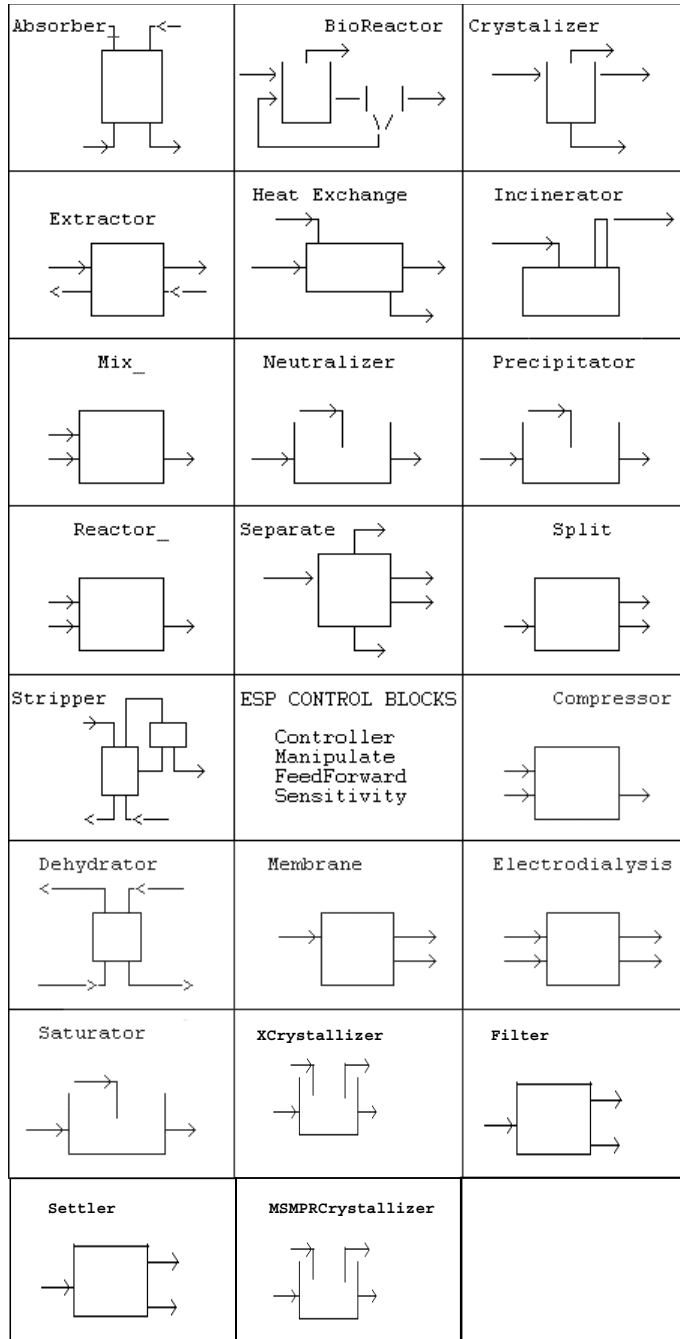 Absorber
BioReactor
Crystalizer
Extractor
Heat Exchange
Incinerator
Mix_
Neutralizer
Precipitator
Reactor_
Separate
Split
Stripper
ESP CONTROL BLOCKS
Controller
Manipulate
FeedForward
Sensitivity
Compressor
Dehydrator
Membrane
Electrodialysis
Saturator
XCrystallizer
Filter
Settler
MSMPRCrystallizer